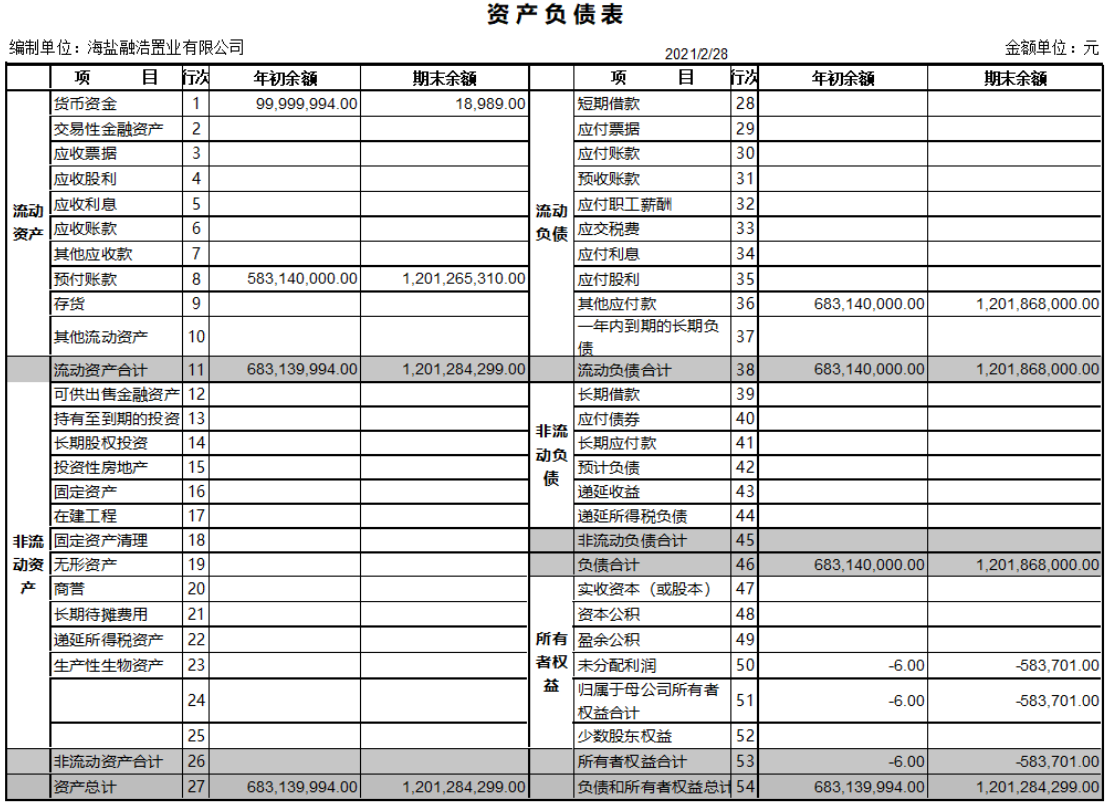 资产负债表
编制单位：海盐融浩置业有限公司 2021/2/28 金额单位：元
项 目 行次 年初余额 期末余额 项 目 行次 年初余额 期末余额
货币资金 1 99,999,994.00 18,989.00 短期借款 28
交易性金融资产 2 应付票据 29
应收票据 3 应付账款 30
应收股利 4 预收账款 31
流动资产 应收利息 5 流动负债 应付职工薪酬 32
应收账款 6 应交税费 33
其他应收款 7 应付利息 34
预付账款 8 583,140,000.00 1,201,265,310.00 应付股利 35
存货 9 其他应付款 36 683,140,000.00 1,201,868,000.00
其他流动资产 10 一年内到期的长期负债 37
流动资产合计 11 683,139,994.00 1,201,284,299.00 流动负债合计 38 683,140,000.00 1,201,868,000.00
可供出售金融资产 12 长期借款 39
持有至到期的投资 13 应付债券 40
长期股权投资 14 非流动负债 长期应付款 41
投资性房地产 15 预计负债 42
固定资产 16 递延收益 43
在建工程 17 递延所得税负债 44
非流动资产 固定资产清理 18 非流动负债合计 45
无形资产 19 负债合计 46 683,140,000.00 1,201,868,000.00
商誉 20 实收资本（或股本） 47
长期待摊费用 21 资本公积 48
递延所得税资产 22 所有者权益 盈余公积 49
生产性生物资产 23 未分配利润 50 -6.00 -583,701.00
24 归属于母公司所有者权益合计 51 -6.00 -583,701.00
25 少数股东权益 52
非流动资产合计 26 所有者权益合计 53 -6.00 -583,701.00
资产总计 27 683,139,994.00 1,201,284,299.00 负债和所有者权益总计 54 683,139,994.00 1,201,284,299.00